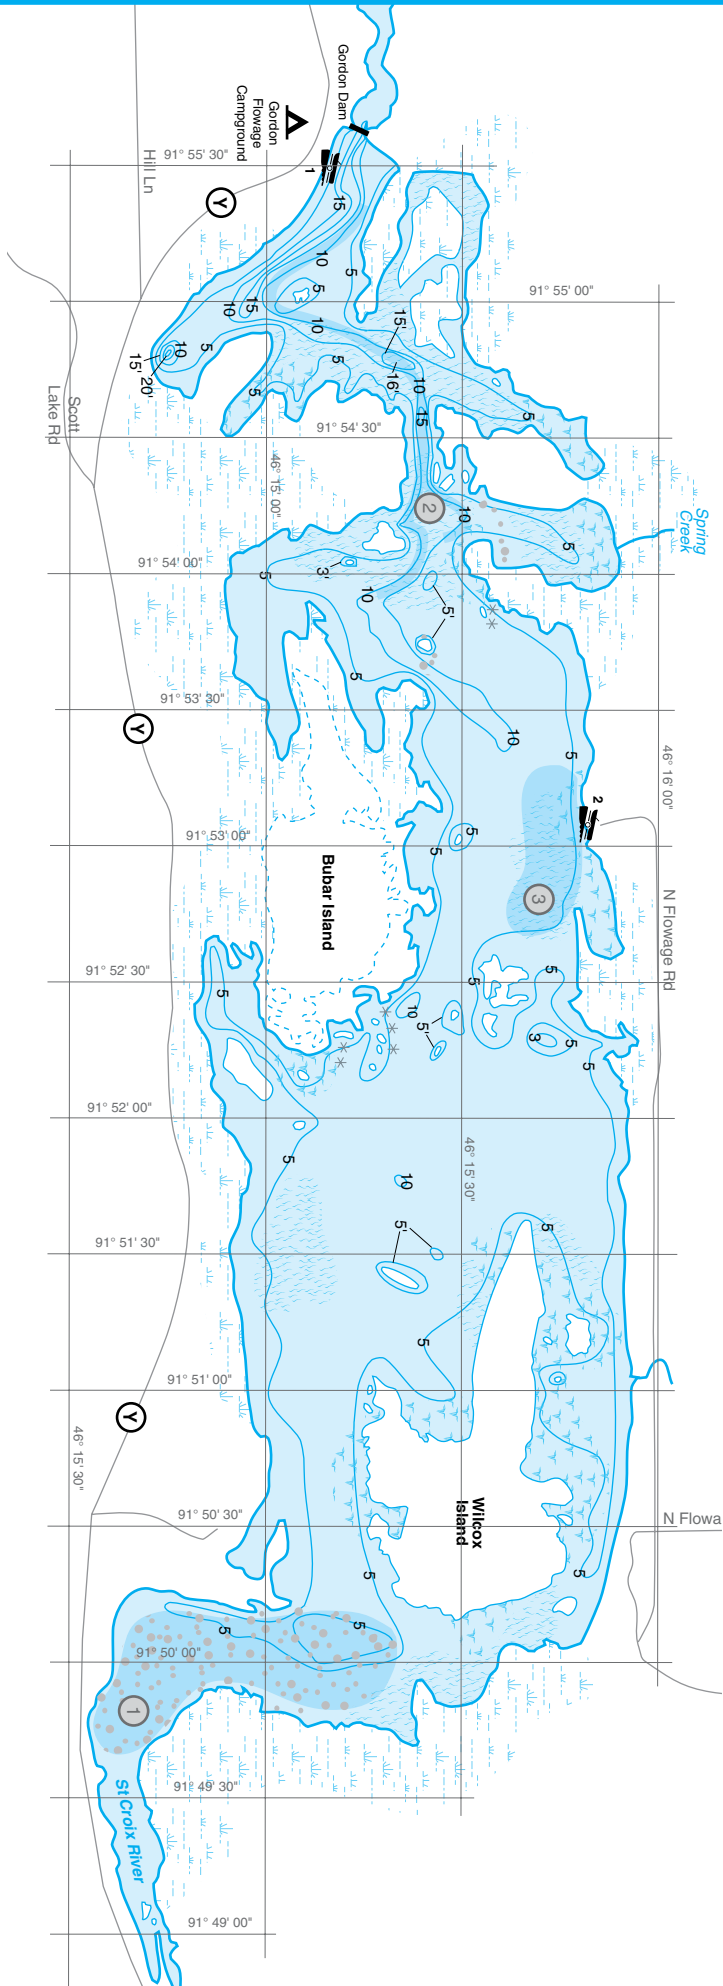 Gordon Dam
Gordon
Flowage
Campground
1
Hill Ln
91° 55' 30"
Y
15
10
5
5
10
15
10
5
10
15' 20'
5
5
15'
16'
10
15
5
91° 55' 00"
Scott
Lake Rd
91° 54' 30"
46° 15' 00"
2
10
5
Spring
Creek
91° 54' 00"
5
3'
10
5'
5
91° 53' 30"
Y
10
5
46° 16' 00"
2
91° 53' 00"
5
5
3
Bubar Island
N Flowage Rd
91° 52' 30"
5
5
5
10
5'
3
5
5
91° 52' 00"
5
46° 15' 30"
10
5'
5
91° 51' 30"
5
91° 51' 00"
Y
46° 15' 30"
91° 50' 30"
Wilcox
Island
N Flowa
5
5
5
5
91° 50' 00"
1
91° 49' 30"
St Croix River
91° 49' 00"